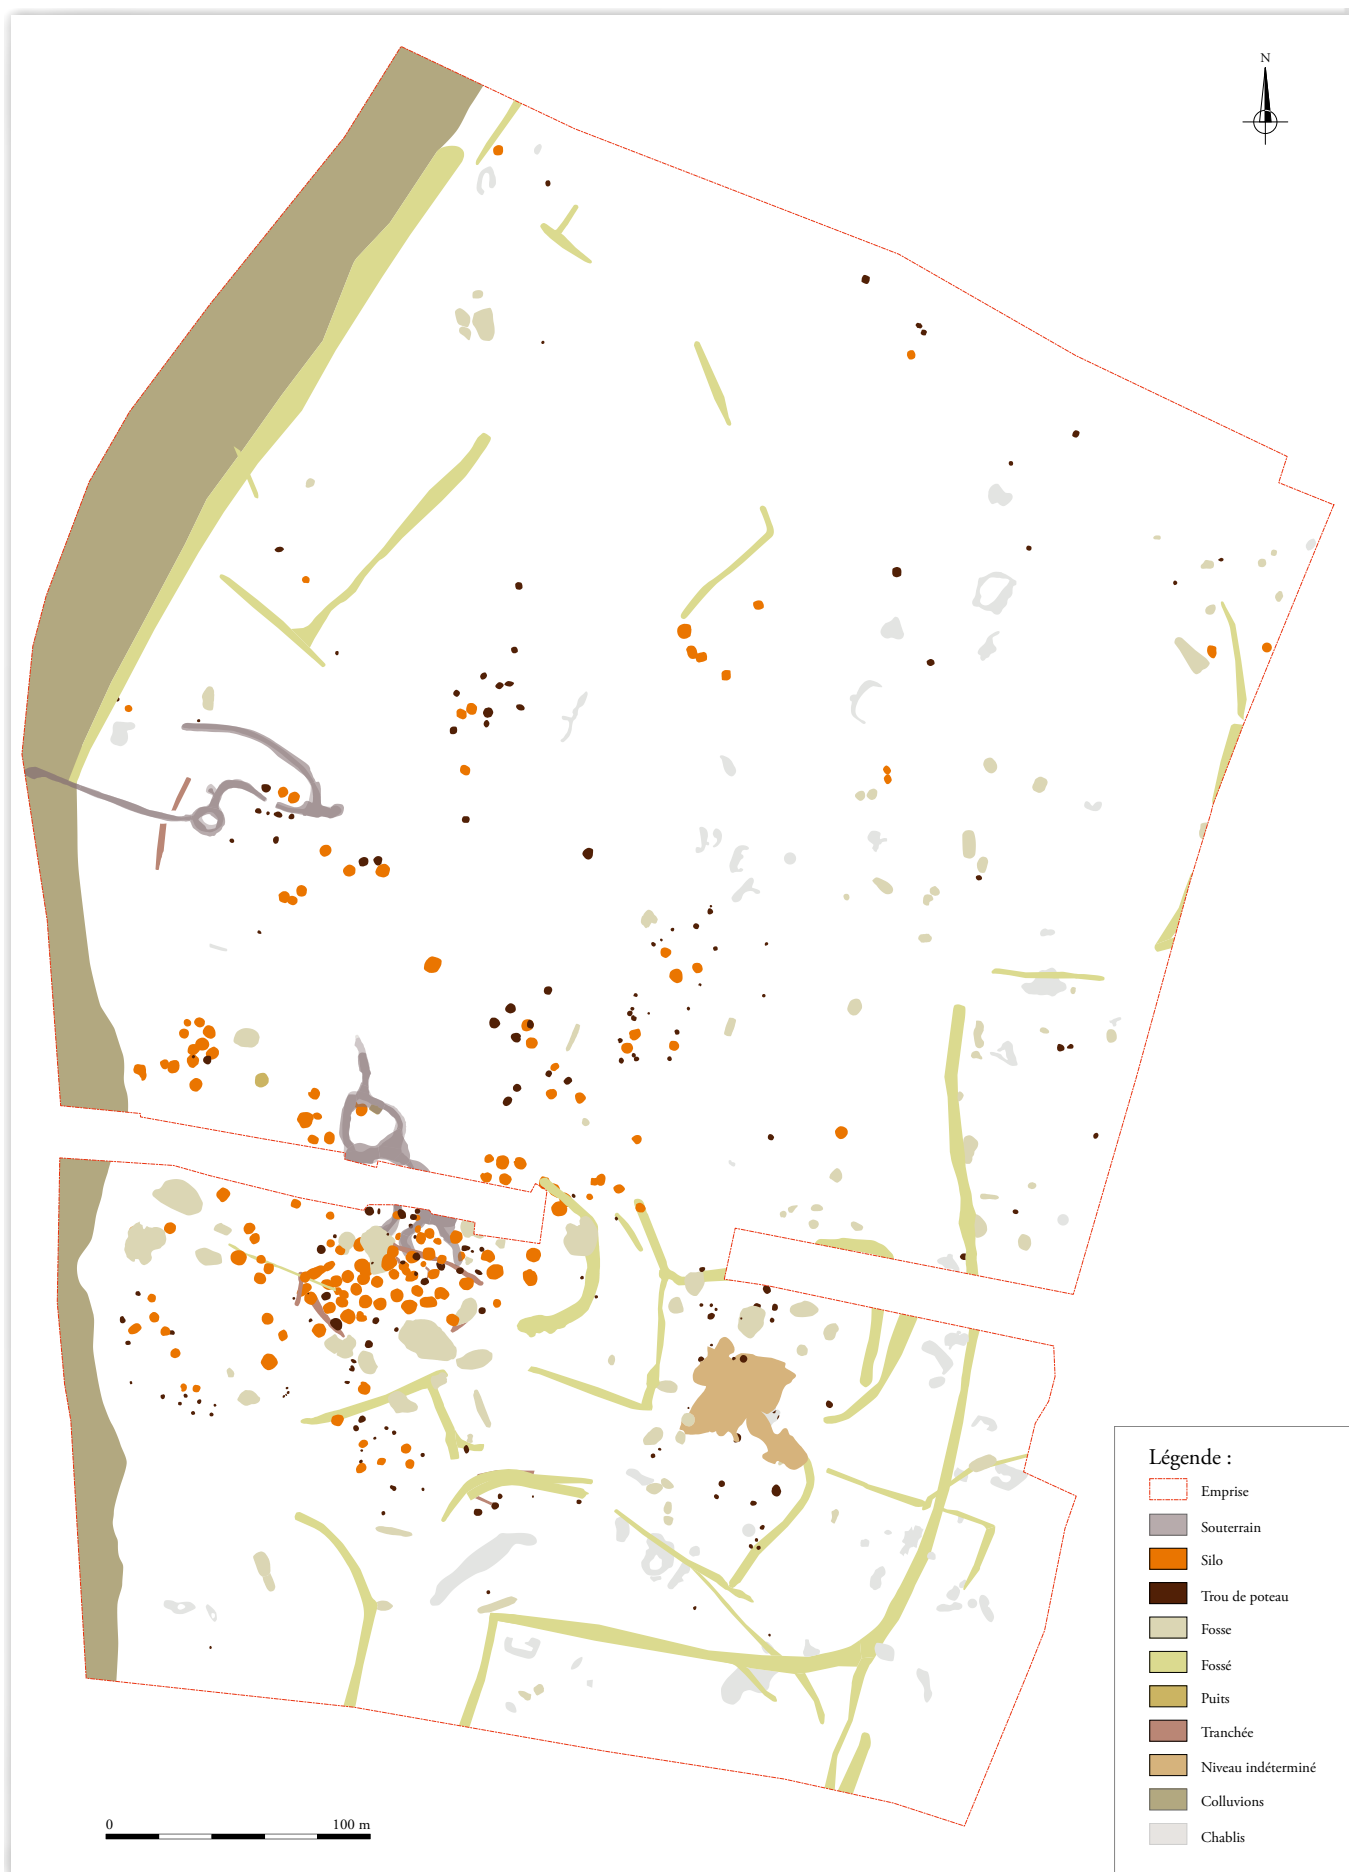 N
Légende :
Emprise
Souterrain
Silo
Trou de poteau
Fosse
Fossé
Puits
Tranchée
Niveau indéterminé
Colluvions
Chablis
0 100 m